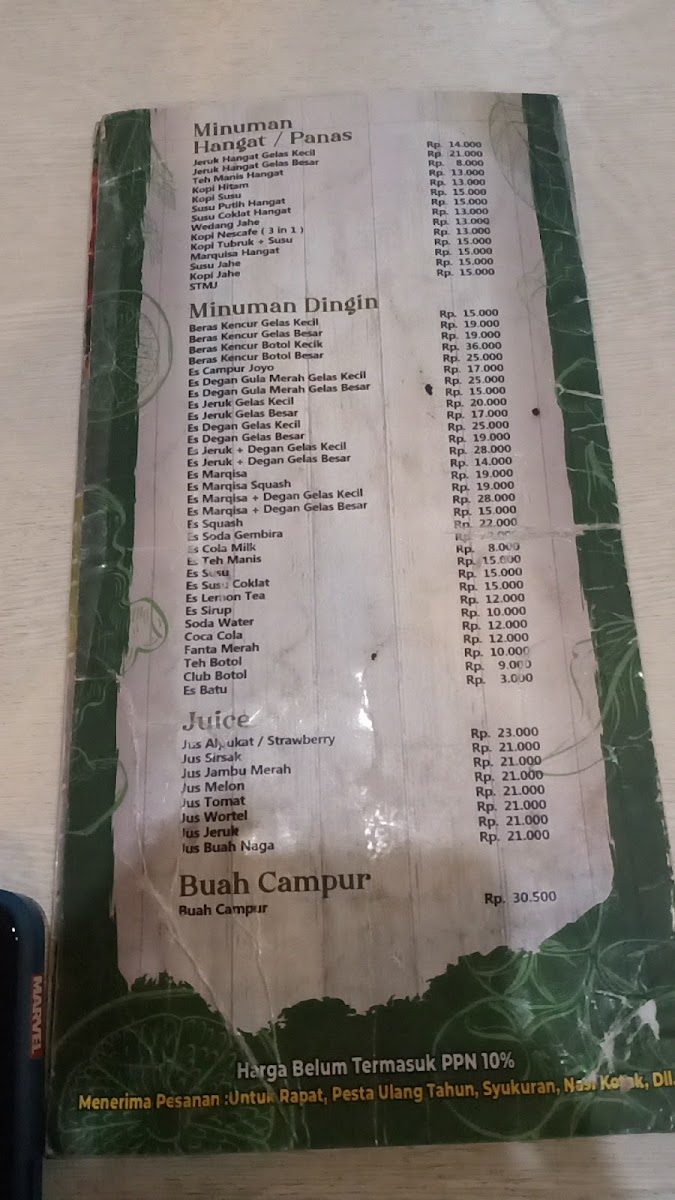 Minuman
Hangat / Panas
Jeruk Hangat Gelas Kecil Rp. 14.000
Jeruk Hangat Gelas Besar Rp. 21.000
Teh Manis Hangat Rp. 8.000
Kopi Hitam Rp. 13.000
Kopi Susu Rp. 13.000
Susu Putih Hangat Rp. 15.000
Susu Coklat Hangat Rp. 15.000
Wedang Jahe Rp. 13.000
Kopi Nescafe ( 3 in 1 ) Rp. 13.000
Kopi Tubruk + Susu Rp. 13.000
Marquisa Hangat Rp. 15.000
Susu Jahe Rp. 15.000
Kopi Jahe Rp. 15.000
STMJ Rp. 15.000
Minuman Dingin
Beras Kencur Gelas Kecil Rp. 15.000
Beras Kencur Gelas Besar Rp. 19.000
Beras Kencur Botol Kecik Rp. 19.000
Beras Kencur Botol Besar Rp. 36.000
Es Campur Joyo Rp. 25.000
Es Degan Gula Merah Gelas Kecil Rp. 17.000
Es Degan Gula Merah Gelas Besar Rp. 25.000
Es Jeruk Gelas Kecil Rp. 15.000
Es Jeruk Gelas Besar Rp. 20.000
Es Degan Gelas Kecil Rp. 17.000
Es Degan Gelas Besar Rp. 25.000
Es Jeruk + Degan Gelas Kecil Rp. 19.000
Es Jeruk + Degan Gelas Besar Rp. 28.000
Es Marqisa Rp. 14.000
Es Marqisa Squash Rp. 19.000
Es Marqisa + Degan Gelas Kecil Rp. 19.000
Es Marqisa + Degan Gelas Besar Rp. 28.000
Es Squash Rp. 15.000
Es Soda Gembira Rp. 22.000
Es Cola Milk Rp.
Es Teh Manis Rp. 8.000
Es Susu Rp. 15.000
Es Susu Coklat Rp. 15.000
Es Lemon Tea Rp. 15.000
Es Sirup Rp. 12.000
Soda Water Rp. 10.000
Coca Cola Rp. 12.000
Fanta Merah Rp. 12.000
Teh Botol Rp. 10.000
Club Botol Rp. 9.000
Es Batu Rp. 3.000
Juice
Jus Alpukat / Strawberry Rp. 23.000
Jus Sirsak Rp. 21.000
Jus Jambu Merah Rp. 21.000
Jus Melon Rp. 21.000
Jus Tomat Rp. 21.000
Jus Wortel Rp. 21.000
Jus Jeruk Rp. 21.000
Jus Buah Naga Rp. 21.000
Buah Campur
Buah Campur Rp. 30.500
Harga Belum Termasuk PPN 10%
Menerima Pesanan :Untuk Rapat, Pesta Ulang Tahun, Syukuran, Nasi Kotak, Dll.
MARVEL